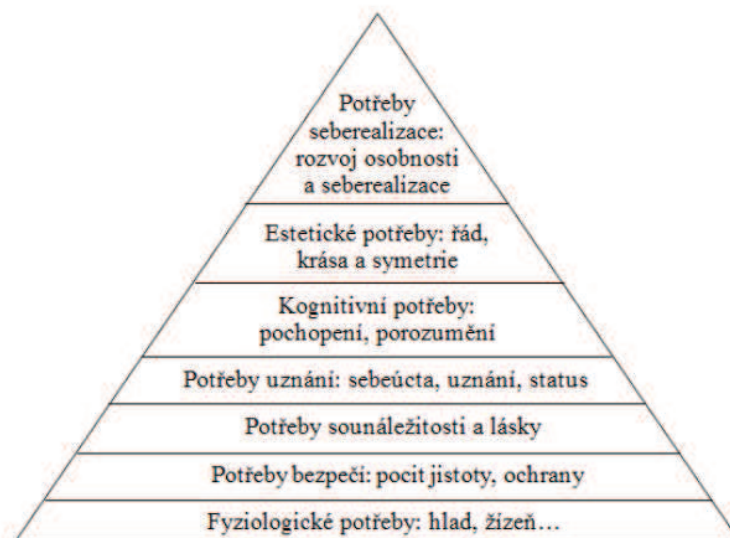 Potřeby
seberealizace:
rozvoj osobnosti
a seberealizace
Estetické potřeby: řád,
krása a symetrie
Kognitivní potřeby:
pochopení, porozumění
Potřeby uznání: sebeúcta, uznání, status
Potřeby sounáležitosti a lásky
Potřeby bezpečí: pocit jistoty, ochrany
Fyziologické potřeby: hlad, žízeň…